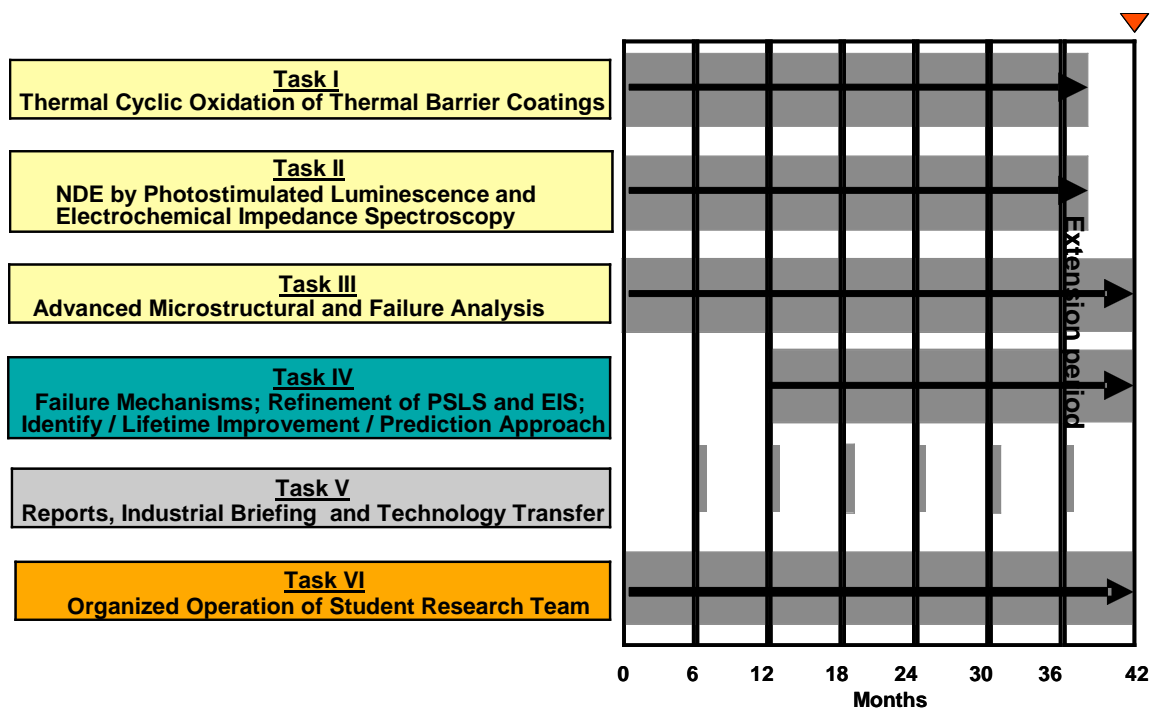 Task I
Thermal Cyclic Oxidation of Thermal Barrier Coatings
Task II
NDE by Photostimulated Luminescence and
Electrochemical Impedance Spectroscopy
Task III
Advanced Microstructural and Failure Analysis
Task IV
Failure Mechanisms; Refinement of PSLS and EIS;
Identify / Lifetime Improvement / Prediction Approach
Task V
Reports, Industrial Briefing and Technology Transfer
Task VI
Organized Operation of Student Research Team
Extension period
0 6 12 18 24 30 36 42
Months